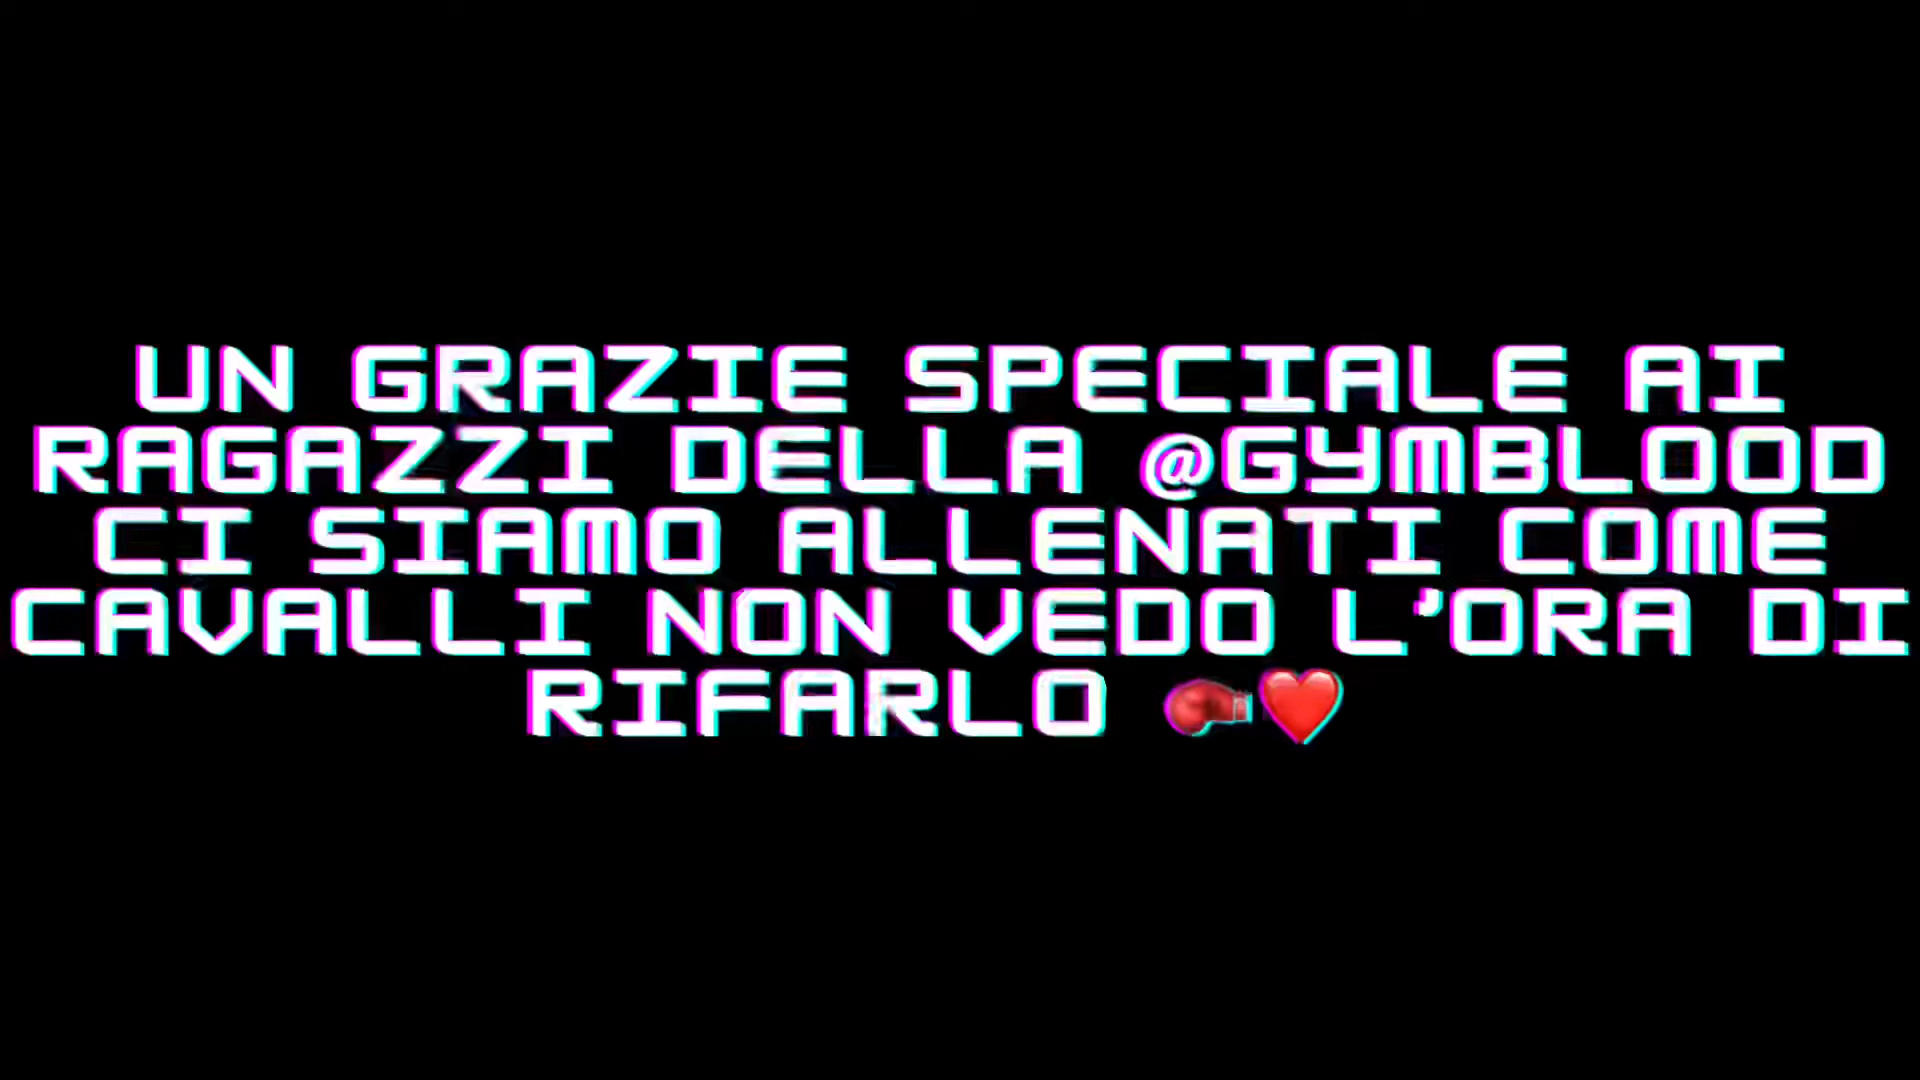 UN GRAZIE SPECIALE AI
RAGAZZI DELLA @GYMBLOOD
CI SIAMO ALLENATI COME
CAVALLI NON VEDO L'ORA DI
RIFARLO 🥊❤️